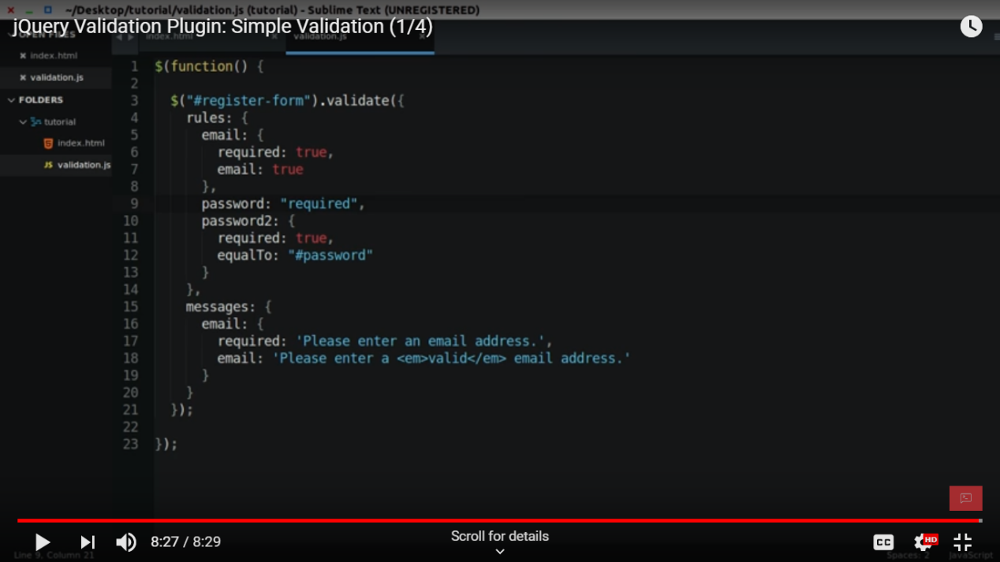 ~/Desktop/tutorial/validation.js (tutorial) - Sublime Text (UNREGISTERED)
jQuery Validation Plugin: Simple Validation (1/4)
OPEN FILES
index.html
validation.js
index.html
validation.js
FOLDERS
tutorial
index.html
JS validation.js
1 $(function() {
2
3 $("#register-form").validate({
4 rules: {
5 email: {
6 required: true,
7 email: true
8 },
9 password: "required",
10 password2: {
11 required: true,
12 equalTo: "#password"
13 }
14 },
15 messages: {
16 email: {
17 required: 'Please enter an email address.',
18 email: 'Please enter a <em>valid</em> email address.'
19 }
20 }
21 });
22
23 });
Scroll for details
8:27 / 8:29
CC
HD
Line 9, Column 21
Spaces: 2
JavaScript